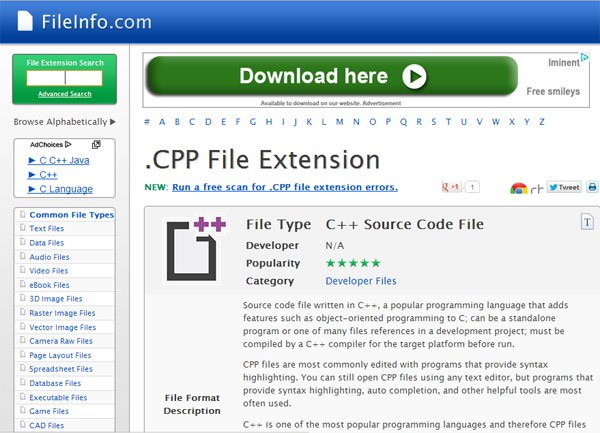 FileInfo.com
File Extension Search
Advanced Search
Browse Alphabetically ▶
AdChoices
► C C++ Java
► C++
► C Language
Common File Types
Text Files
Data Files
Audio Files
Video Files
eBook Files
3D Image Files
Raster Image Files
Vector Image Files
Camera Raw Files
Page Layout Files
Spreadsheet Files
Database Files
Executable Files
Game Files
CAD Files
Download here
Iminent
Free smileys
Available to download on our website. Advertisement
# A B C D E F G H I J K L M N O P Q R S T U V W X Y Z
.CPP File Extension
NEW: Run a free scan for .CPP file extension errors.
g +1 1
Tweet
++
File Type C++ Source Code File
T
Developer N/A
Popularity ★★★★★
Category Developer Files
Source code file written in C++, a popular programming language that adds
features such as object-oriented programming to C; can be a standalone
program or one of many files references in a development project; must be
compiled by a C++ compiler for the target platform before run.
CPP files are most commonly edited with programs that provide syntax
highlighting. You can still open CPP files using any text editor, but programs that
provide syntax highlighting, auto completion, and other helpful tools are most
often used.
File Format
Description
C++ is one of the most popular programming languages and therefore CPP files